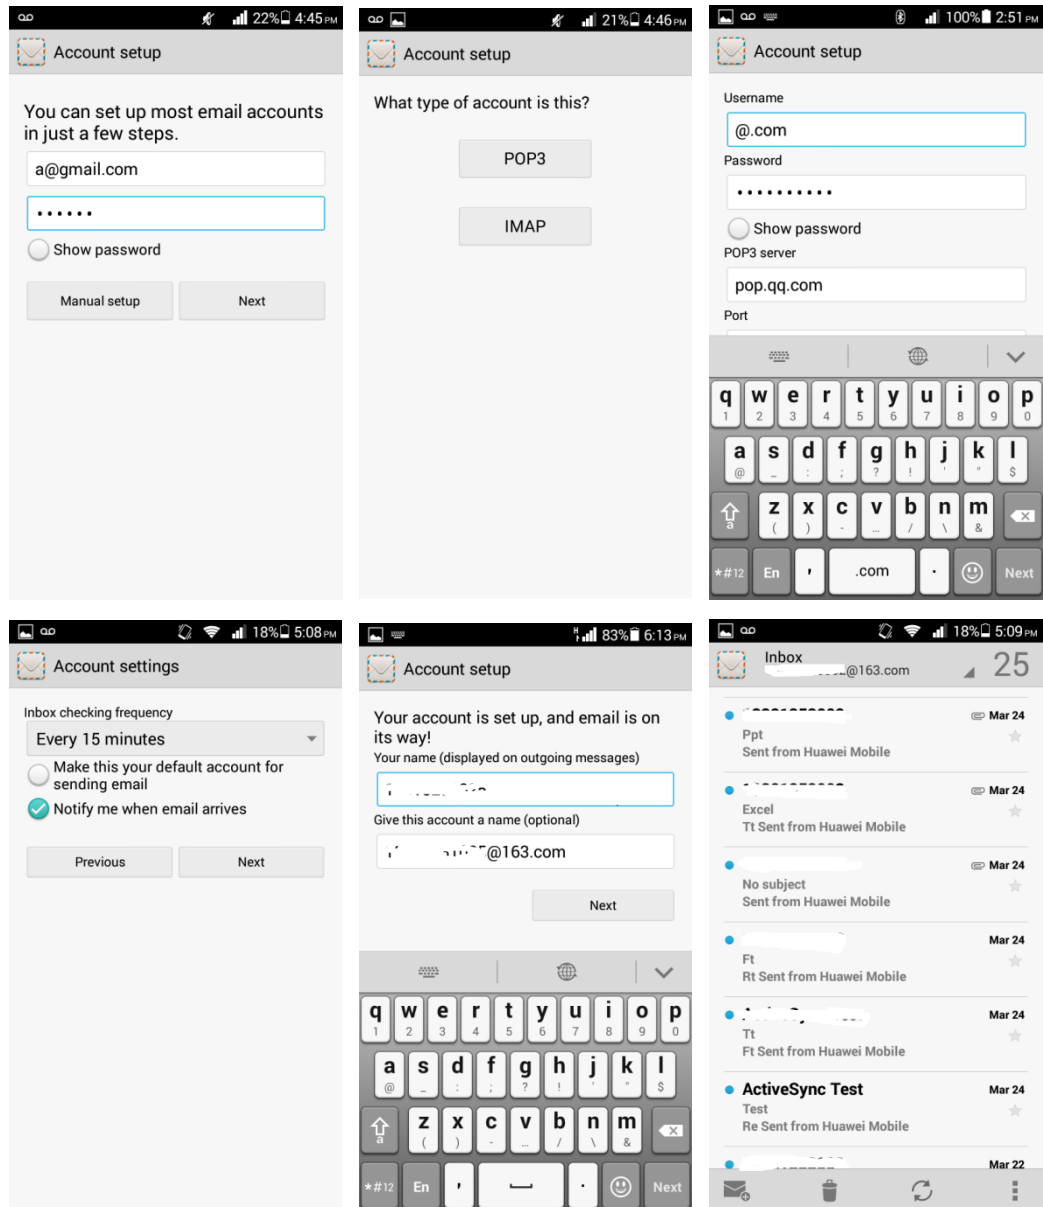 22% 4:45 PM
Account setup
You can set up most email accounts
in just a few steps.
a@gmail.com
••••••
Show password
Manual setup
Next
21% 4:46 PM
Account setup
What type of account is this?
POP3
IMAP
100% 2:51 PM
Account setup
Username
@.com
Password
••••••••••
Show password
POP3 server
pop.qq.com
Port
q w e r t y u i o p
1 2 3 4 5 6 7 8 9 0
a s d f g h j k l
@ _ : ; ? ! ' " $
z x c v b n m
a ( ) - ... / \ &
*#12 En , .com . Next
18% 5:08 PM
Account settings
Inbox checking frequency
Every 15 minutes
Make this your default account for
sending email
Notify me when email arrives
Previous
Next
H 83% 6:13 PM
Account setup
Your account is set up, and email is on
its way!
Your name (displayed on outgoing messages)
Give this account a name (optional)
@163.com
Next
q w e r t y u i o p
1 2 3 4 5 6 7 8 9 0
a s d f g h j k l
@ _ : ; ? ! ' " $
z x c v b n m
a ( ) - ... / \ &
*#12 En , . Next
18% 5:09 PM
Inbox
@163.com
25
Mar 24
Ppt
Sent from Huawei Mobile
Mar 24
Excel
Tt Sent from Huawei Mobile
Mar 24
No subject
Sent from Huawei Mobile
Mar 24
Ft
Rt Sent from Huawei Mobile
Mar 24
Tt
Ft Sent from Huawei Mobile
ActiveSync Test Mar 24
Test
Re Sent from Huawei Mobile
Mar 22